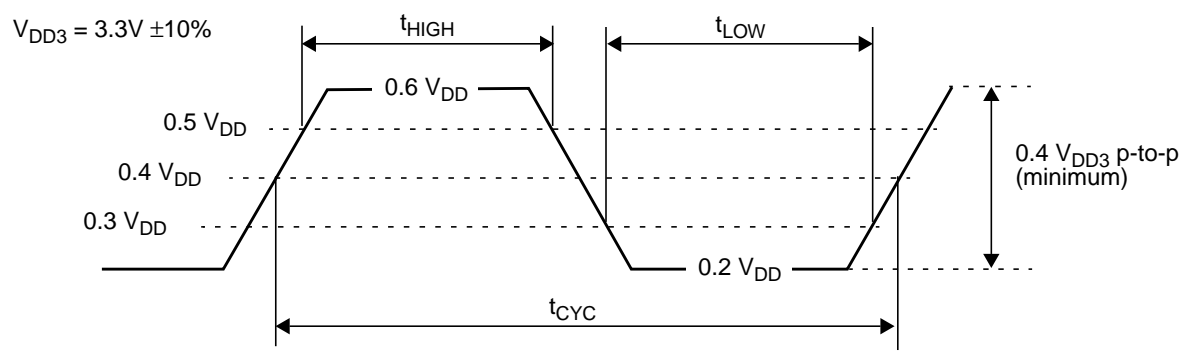 V_DD3 = 3.3V ±10%
t_HIGH
t_LOW
0.6 V_DD
0.5 V_DD
0.4 V_DD
0.3 V_DD
0.4 V_DD3 p-to-p
(minimum)
0.2 V_DD
t_CYC